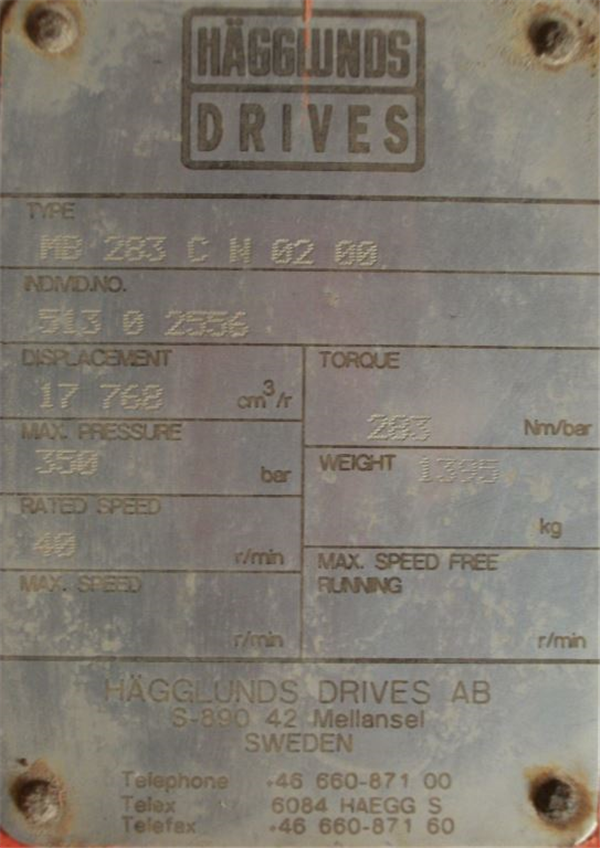 HÄGGLUNDS
DRIVES
TYPE
MB 283 C N 02 00
INDIVID.NO.
513 0 2556
DISPLACEMENT
17 768 cm³/r
TORQUE
283 Nm/bar
MAX. PRESSURE
350 bar
WEIGHT 1395
kg
RATED SPEED
40 r/min
MAX. SPEED FREE
RUNNING
r/min
MAX. SPEED
r/min
HÄGGLUNDS DRIVES AB
S-890 42 Mellansel
SWEDEN
Telephone +46 660-871 00
Telex 6084 HAEGG S
Telefax +46 660-871 60